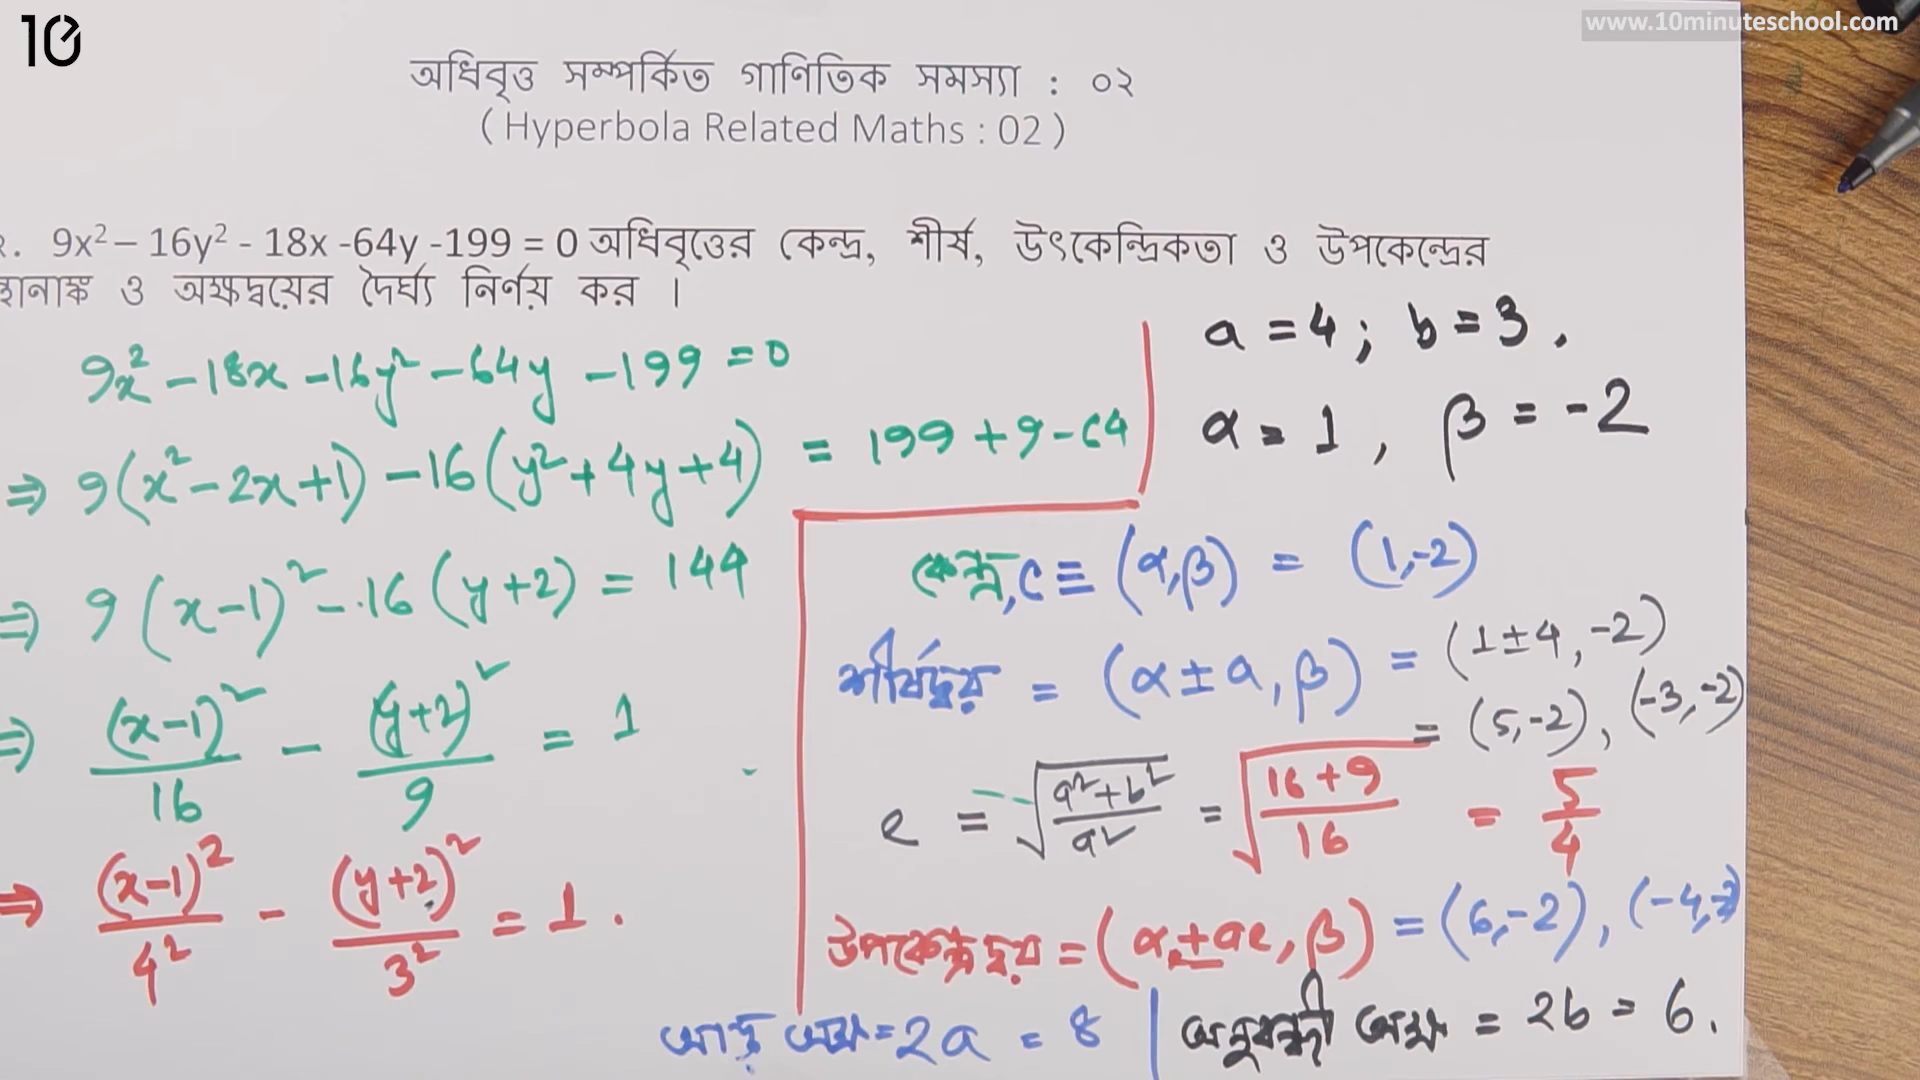 10
www.10minuteschool.com
অধিবৃত্ত সম্পর্কিত গাণিতিক সমস্যা : ০২
( Hyperbola Related Maths : 02 )
২. 9x² – 16y² - 18x -64y -199 = 0 অধিবৃত্তের কেন্দ্র, শীর্ষ, উৎকেন্দ্রিকতা ও উপকেন্দ্রের
স্থানাঙ্ক ও অক্ষদ্বয়ের দৈর্ঘ্য নির্ণয় কর ।
9x² - 18x - 16y² - 64y - 199 = 0
⇒ 9(x² - 2x + 1) - 16(y² + 4y + 4) = 199 + 9 - 64
⇒ 9(x-1)² - 16(y+2) = 144
⇒ (x-1)²/16 - (y+2)²/9 = 1
⇒ (x-1)²/4² - (y+2)²/3² = 1 .
a = 4 ; b = 3 .
α = 1 , β = -2
কেন্দ্র, C ≡ (α, β) = (1, -2)
শীর্ষদ্বয় = (α ± a, β) = (1 ± 4, -2)
= (5, -2), (-3, -2)
e = √(a² + b²/a²) = √(16 + 9/16) = 5/4
উপকেন্দ্রদ্বয় = (α ± ae, β) = (6, -2), (-4, -2)
আড় অক্ষ = 2a = 8 | অনুবন্ধী অক্ষ = 2b = 6 .